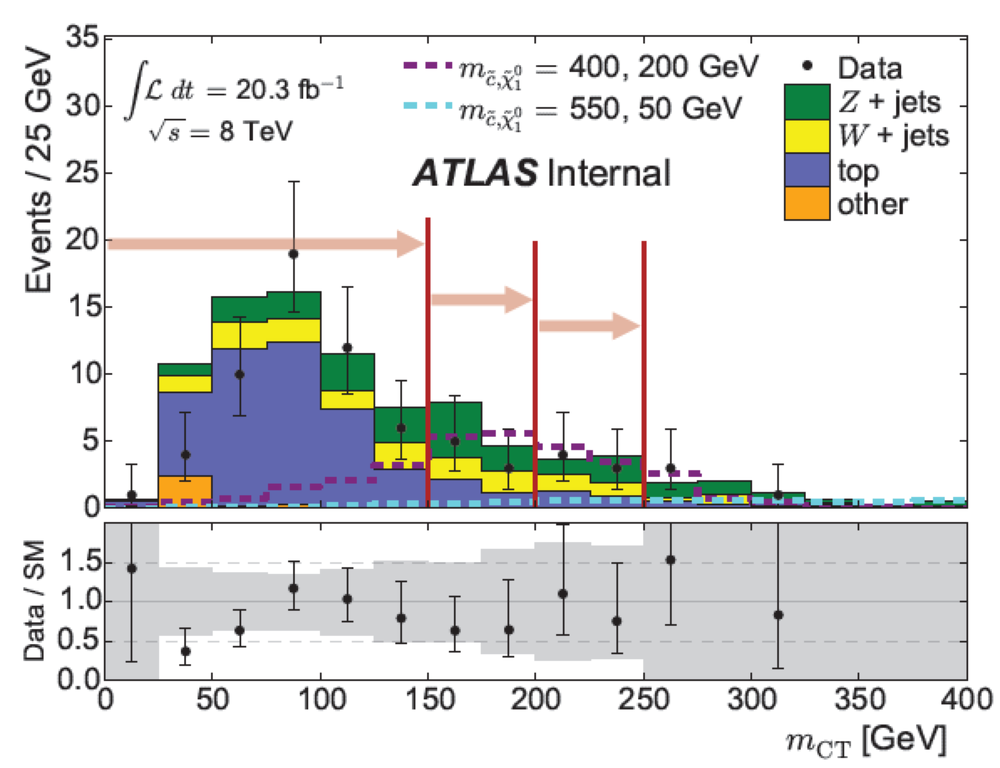 35
30
25
20
15
10
5
0
Events / 25 GeV
∫ℒ dt = 20.3 fb⁻¹
√s = 8 TeV
m_{c̃,χ̃₁⁰} = 400, 200 GeV
m_{c̃,χ̃₁⁰} = 550, 50 GeV
ATLAS Internal
Data
Z + jets
W + jets
top
other
1.5
1.0
0.5
0.0
Data / SM
0 50 100 150 200 250 300 350 400
m_CT [GeV]